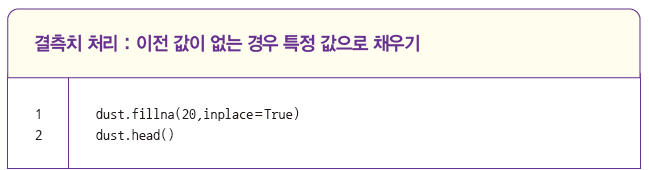 결측치 처리 : 이전 값이 없는 경우 특정 값으로 채우기
1 dust.fillna(20,inplace=True)
2 dust.head()